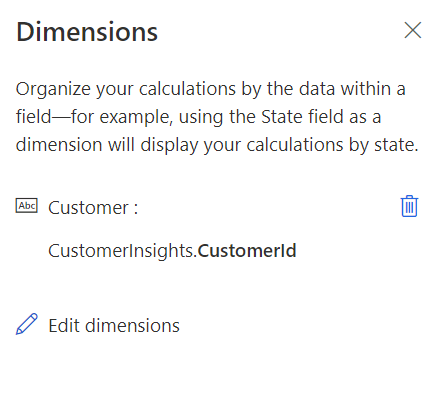 Dimensions
Organize your calculations by the data within a
field—for example, using the State field as a
dimension will display your calculations by state.
Abc Customer :
CustomerInsights.CustomerId
Edit dimensions